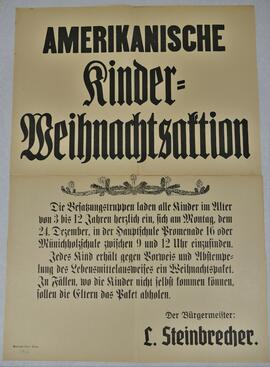 AMERIKANISCHE
Kinder=
Weihnachtsaktion
Die Besatzungstruppen laden alle Kinder im Alter
von 3 bis 12 Jahren herzlich ein, sich am Montag, dem
24. Dezember, in der Hauptschule Promenade 16 oder
Münichholzschule zwischen 9 und 12 Uhr einzufinden.
Jedes Kind erhält gegen Vorweis und Abstempe-
lung des Lebensmittelausweises ein Weihnachtspaket.
In Fällen, wo die Kinder nicht selbst kommen können,
sollen die Eltern das Paket abholen.
Der Bürgermeister:
L. Steinbrecher.